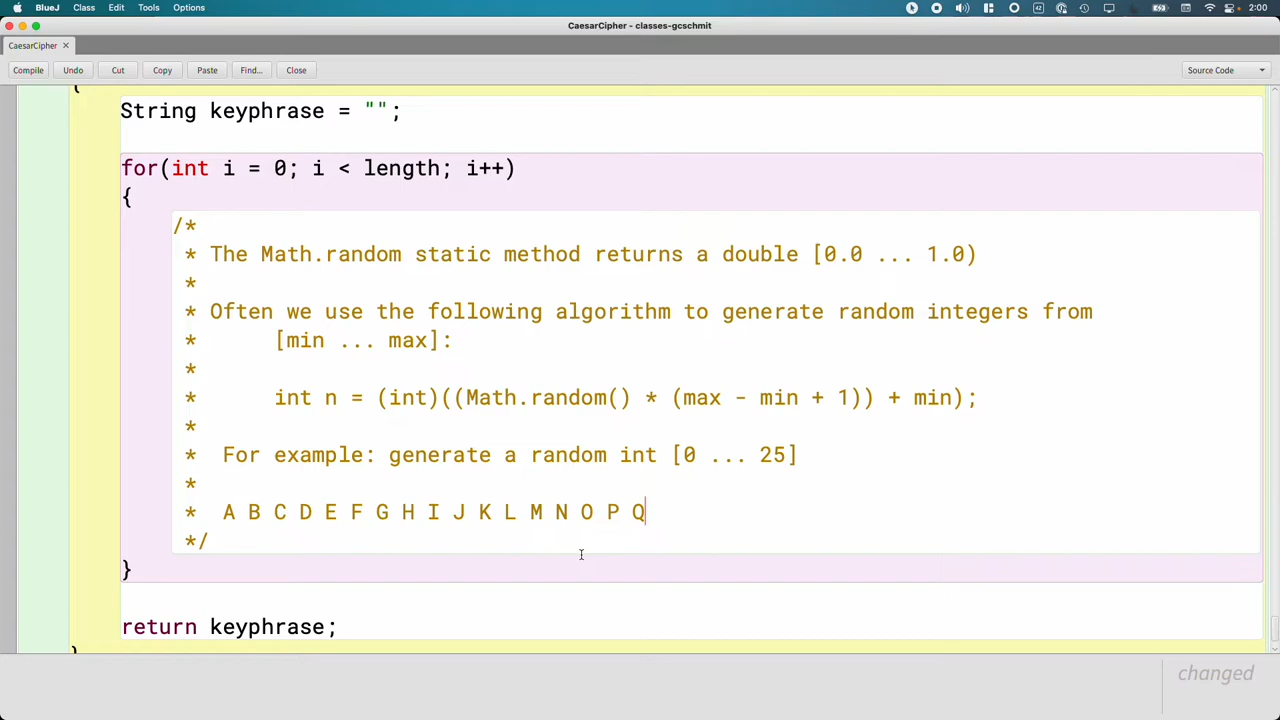 BlueJ Class Edit Tools Options 2:00
CaesarCipher - classes-gcschmit
CaesarCipher
Compile Undo Cut Copy Paste Find... Close Source Code
{
String keyphrase = "";
for(int i = 0; i < length; i++)
{
/*
* The Math.random static method returns a double [0.0 ... 1.0)
*
* Often we use the following algorithm to generate random integers from
* [min ... max]:
*
* int n = (int)((Math.random() * (max - min + 1)) + min);
*
* For example: generate a random int [0 ... 25]
*
* A B C D E F G H I J K L M N O P Q
*/
}
return keyphrase;
}
changed